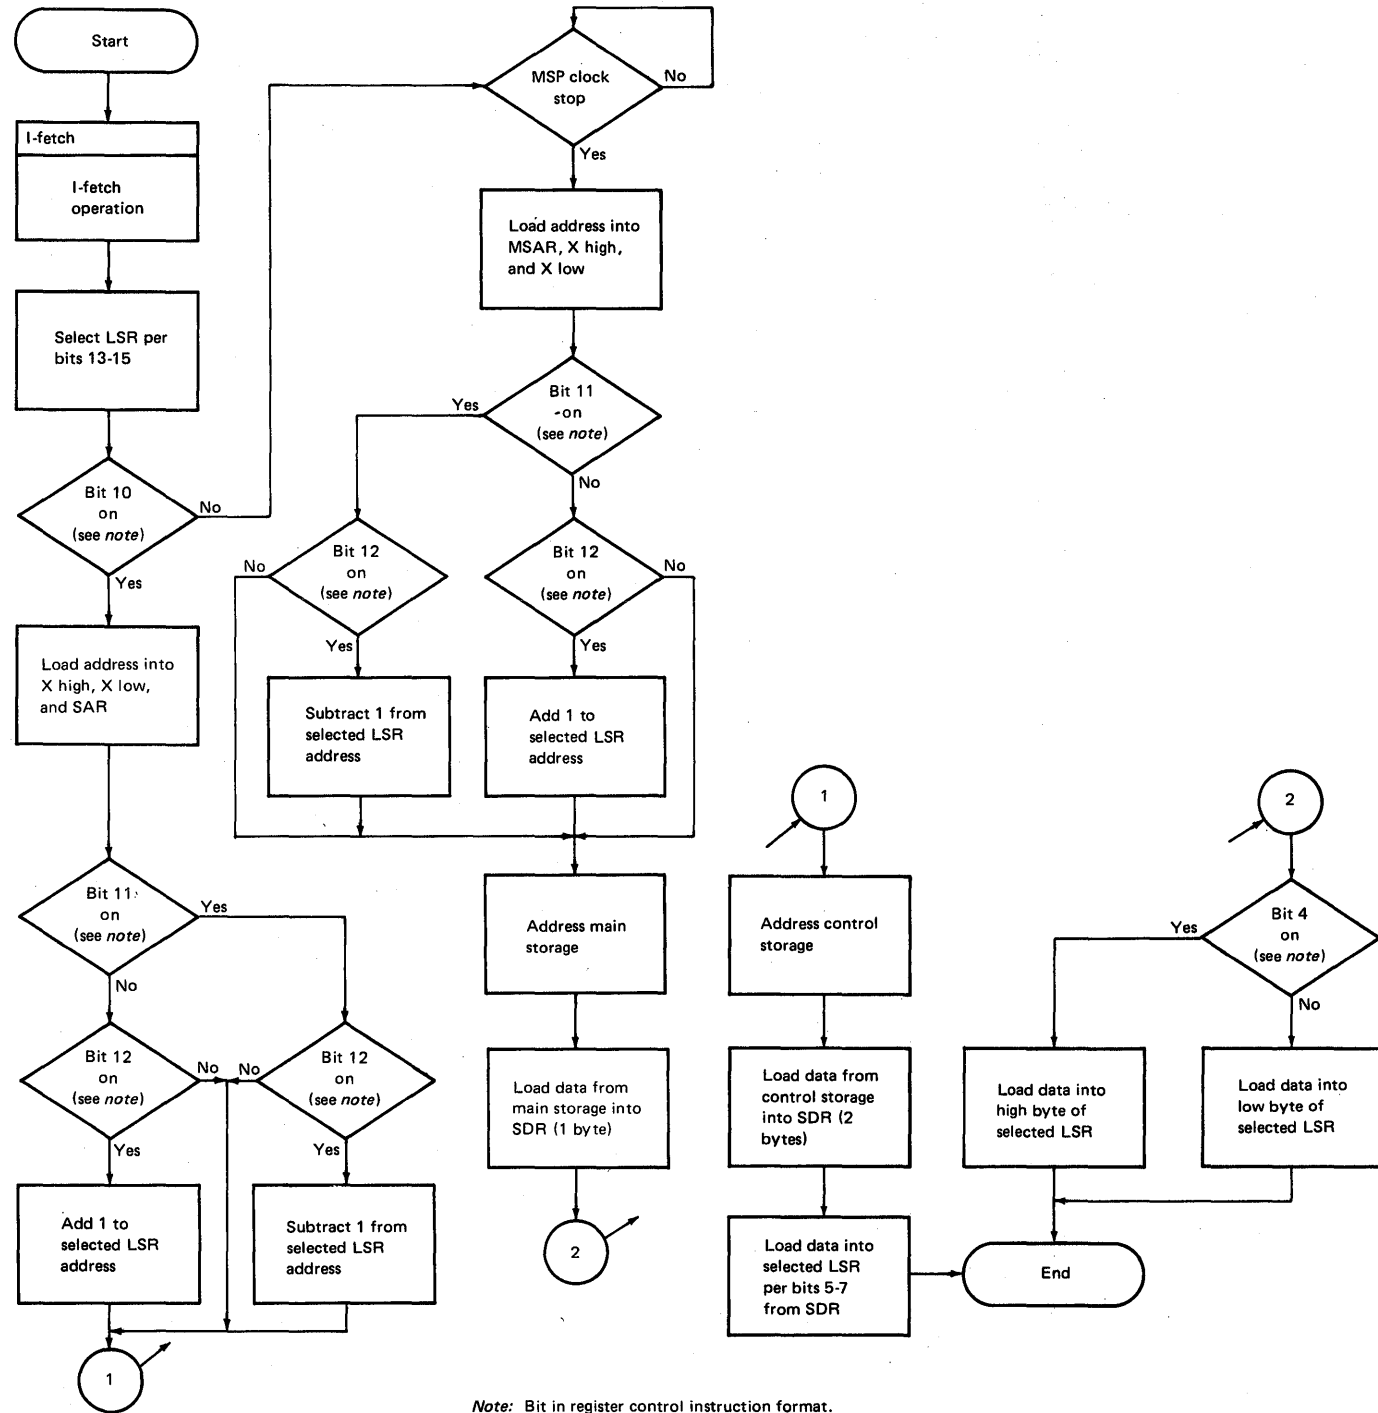 Start
I-fetch
I-fetch
operation
Select LSR per
bits 13-15
Bit 10
on
(see note)
No
Yes
Load address into
X high, X low,
and SAR
Bit 11
on
(see note)
Yes
No
Bit 12
on
(see note)
No
Yes
Add 1 to
selected LSR
address
No
Bit 12
on
(see note)
Yes
Subtract 1 from
selected LSR
address
1
MSP clock
stop
No
Yes
Load address into
MSAR, X high,
and X low
Bit 11
on
(see note)
Yes
No
Bit 12
on
(see note)
No
Yes
Subtract 1 from
selected LSR
address
Bit 12
on
(see note)
No
Yes
Add 1 to
selected LSR
address
Address main
storage
Load data from
main storage into
SDR (1 byte)
2
1
Address control
storage
Load data from
control storage
into SDR (2
bytes)
Load data into
selected LSR
per bits 5-7
from SDR
2
Bit 4
on
(see note)
Yes
No
Load data into
high byte of
selected LSR
Load data into
low byte of
selected LSR
End
Note: Bit in register control instruction format.